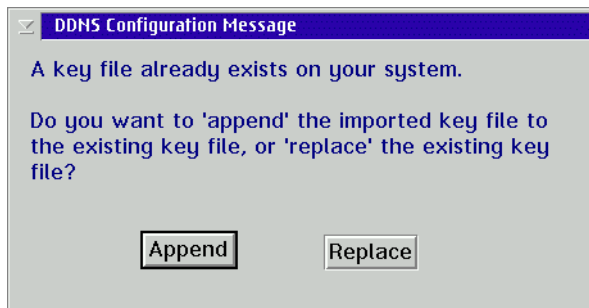 DDNS Configuration Message
A key file already exists on your system.
Do you want to 'append' the imported key file to
the existing key file, or 'replace' the existing key
file?
Append Replace